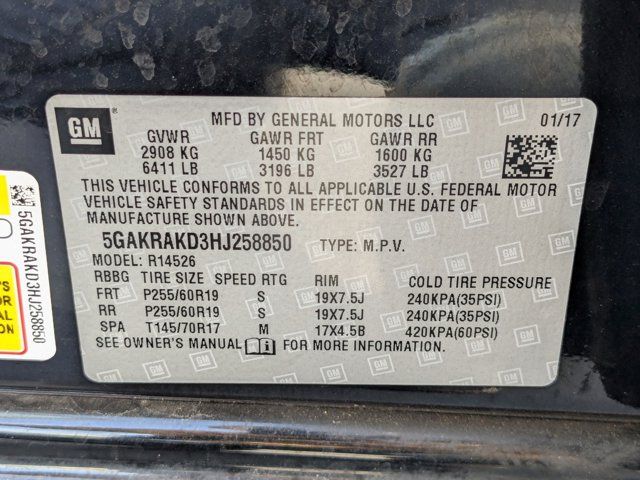 GM
MFD BY GENERAL MOTORS LLC 01/17
GVWR GAWR FRT GAWR RR
2908 KG 1450 KG 1600 KG
6411 LB 3196 LB 3527 LB
THIS VEHICLE CONFORMS TO ALL APPLICABLE U.S. FEDERAL MOTOR
VEHICLE SAFETY STANDARDS IN EFFECT ON THE DATE OF
MANUFACTURE SHOWN ABOVE.
5GAKRAKD3HJ258850 TYPE: M.P.V.
MODEL: R14526
RBBG TIRE SIZE SPEED RTG RIM COLD TIRE PRESSURE
FRT P255/60R19 S 19X7.5J 240KPA(35PSI)
RR P255/60R19 S 19X7.5J 240KPA(35PSI)
SPA T145/70R17 M 17X4.5B 420KPA(60PSI)
SEE OWNER'S MANUAL FOR MORE INFORMATION.
5GAKRAKD3HJ258850